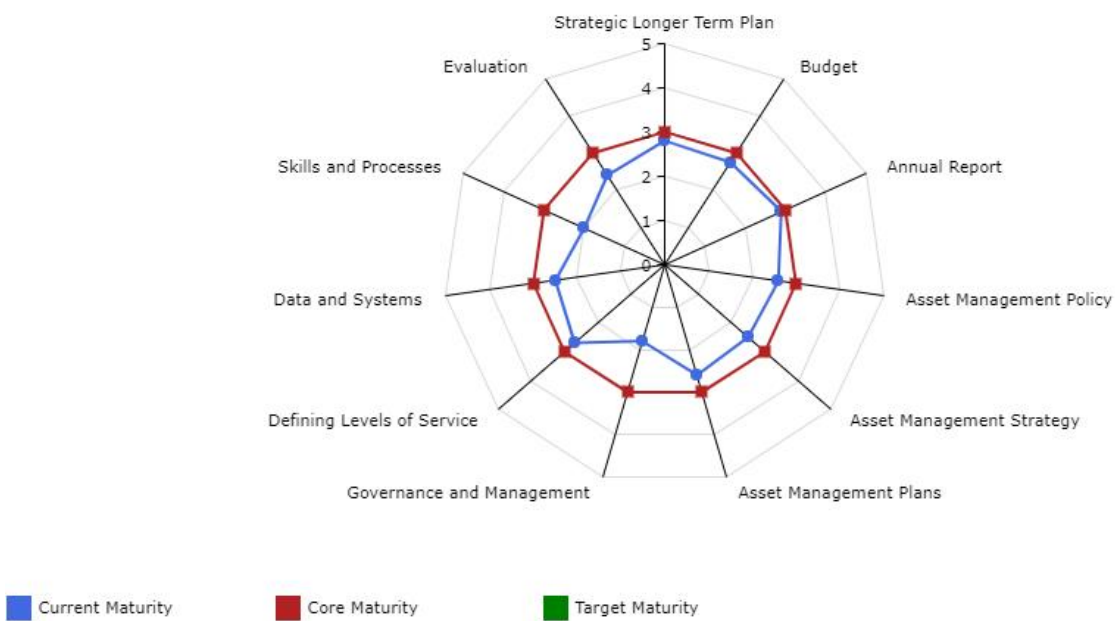 Strategic Longer Term Plan
5
Evaluation
Budget
4
3
Skills and Processes
Annual Report
2
1
0
Data and Systems
Asset Management Policy
Defining Levels of Service
Asset Management Strategy
Governance and Management
Asset Management Plans
Current Maturity
Core Maturity
Target Maturity